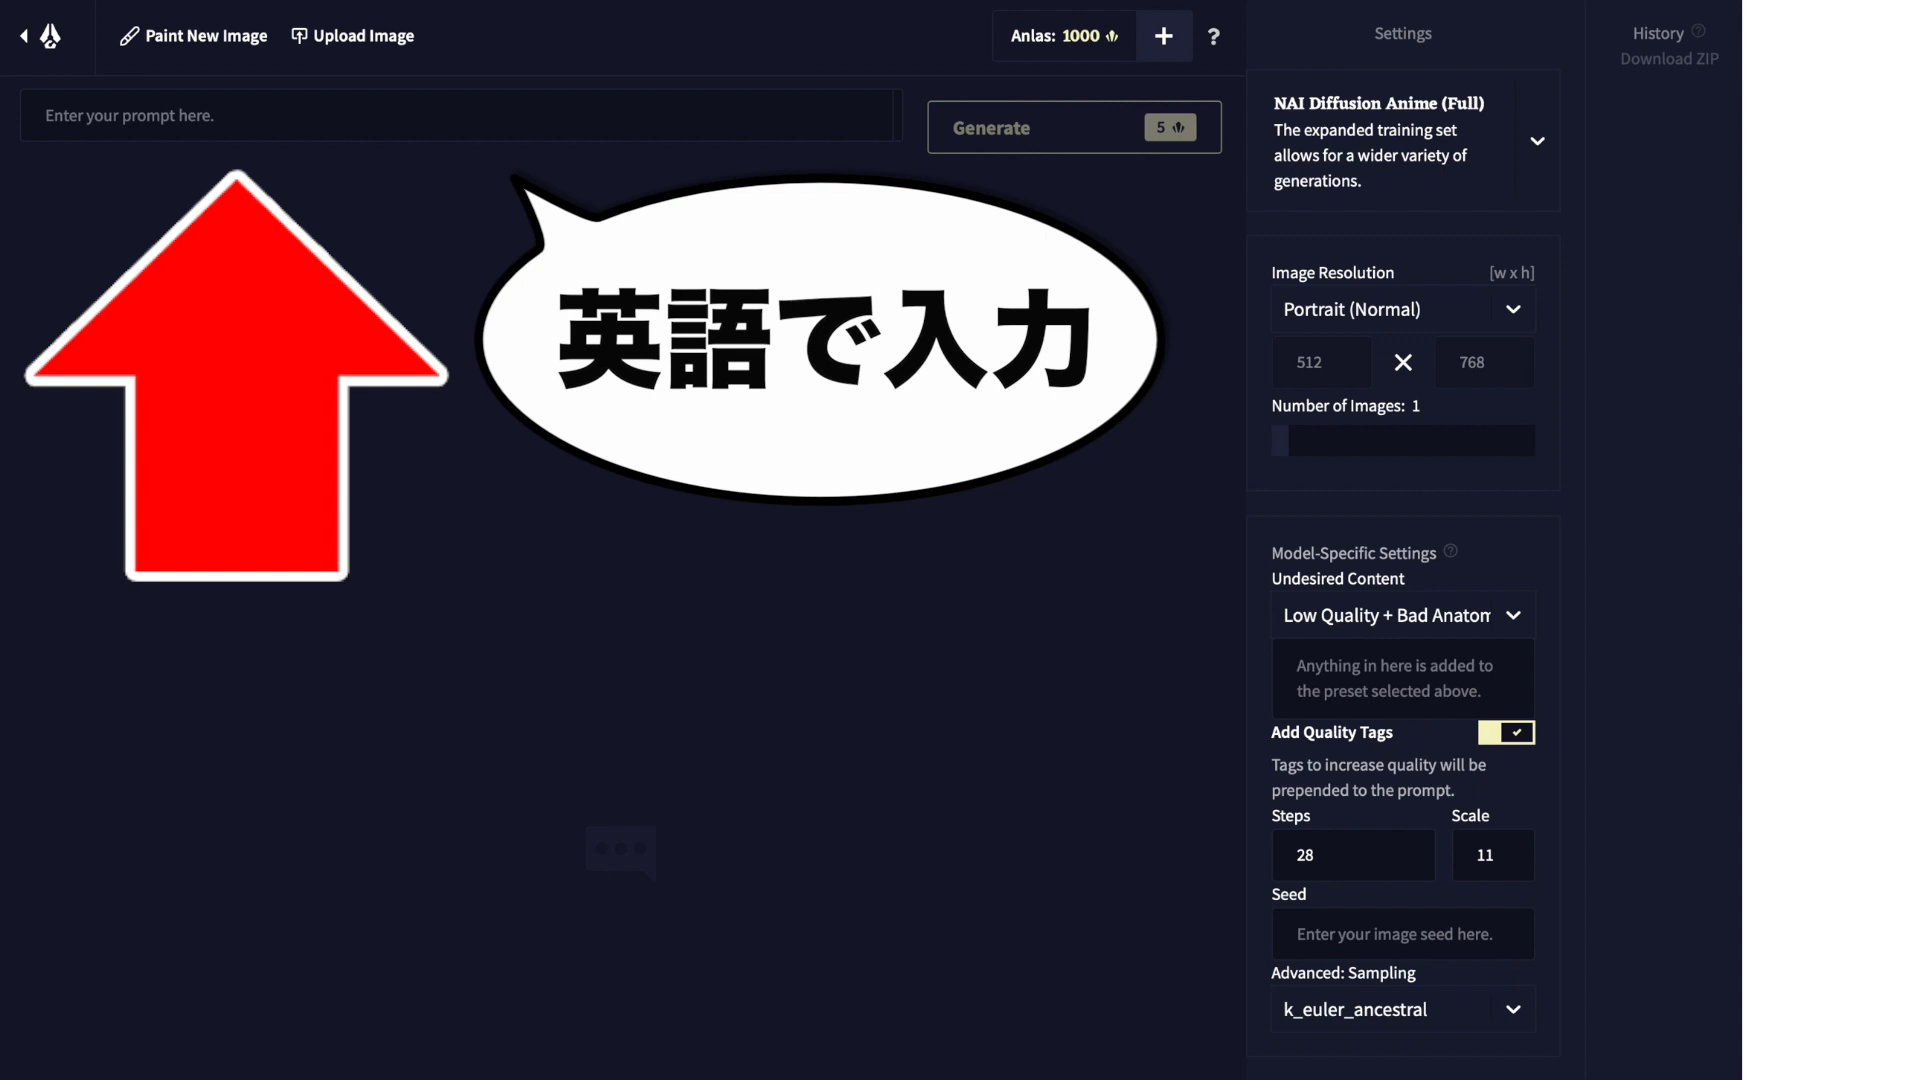 Paint New Image
Upload Image
Anlas: 1000
?
Settings
History
Download ZIP
Enter your prompt here.
Generate
5
NAI Diffusion Anime (Full)
The expanded training set
allows for a wider variety of
generations.
英語で入力
Image Resolution
[w x h]
Portrait (Normal)
512
768
Number of Images: 1
Model-Specific Settings
Undesired Content
Low Quality + Bad Anatom
Anything in here is added to
the preset selected above.
Add Quality Tags
Tags to increase quality will be
prepended to the prompt.
Steps
Scale
28
11
Seed
Enter your image seed here.
Advanced: Sampling
k_euler_ancestral